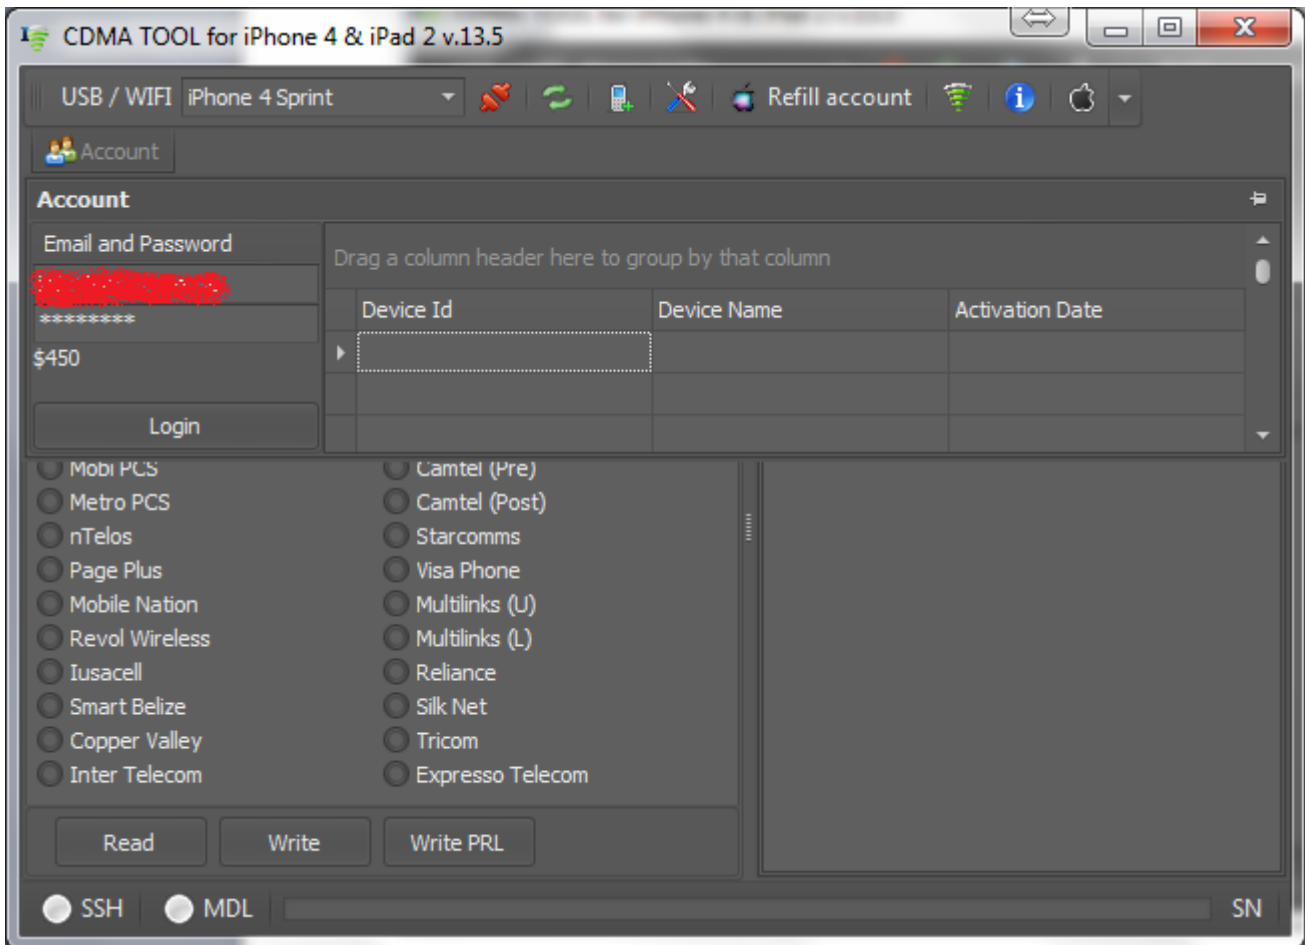 CDMA TOOL for iPhone 4 & iPad 2 v.13.5
USB / WIFI iPhone 4 Sprint Refill account
Account
Account
Email and Password
Drag a column header here to group by that column
Device Id Device Name Activation Date
********
$450
Login
Mobi PCS Camtel (Pre)
Metro PCS Camtel (Post)
nTelos Starcomms
Page Plus Visa Phone
Mobile Nation Multilinks (U)
Revol Wireless Multilinks (L)
Iusacell Reliance
Smart Belize Silk Net
Copper Valley Tricom
Inter Telecom Expresso Telecom
Read Write Write PRL
SSH MDL SN